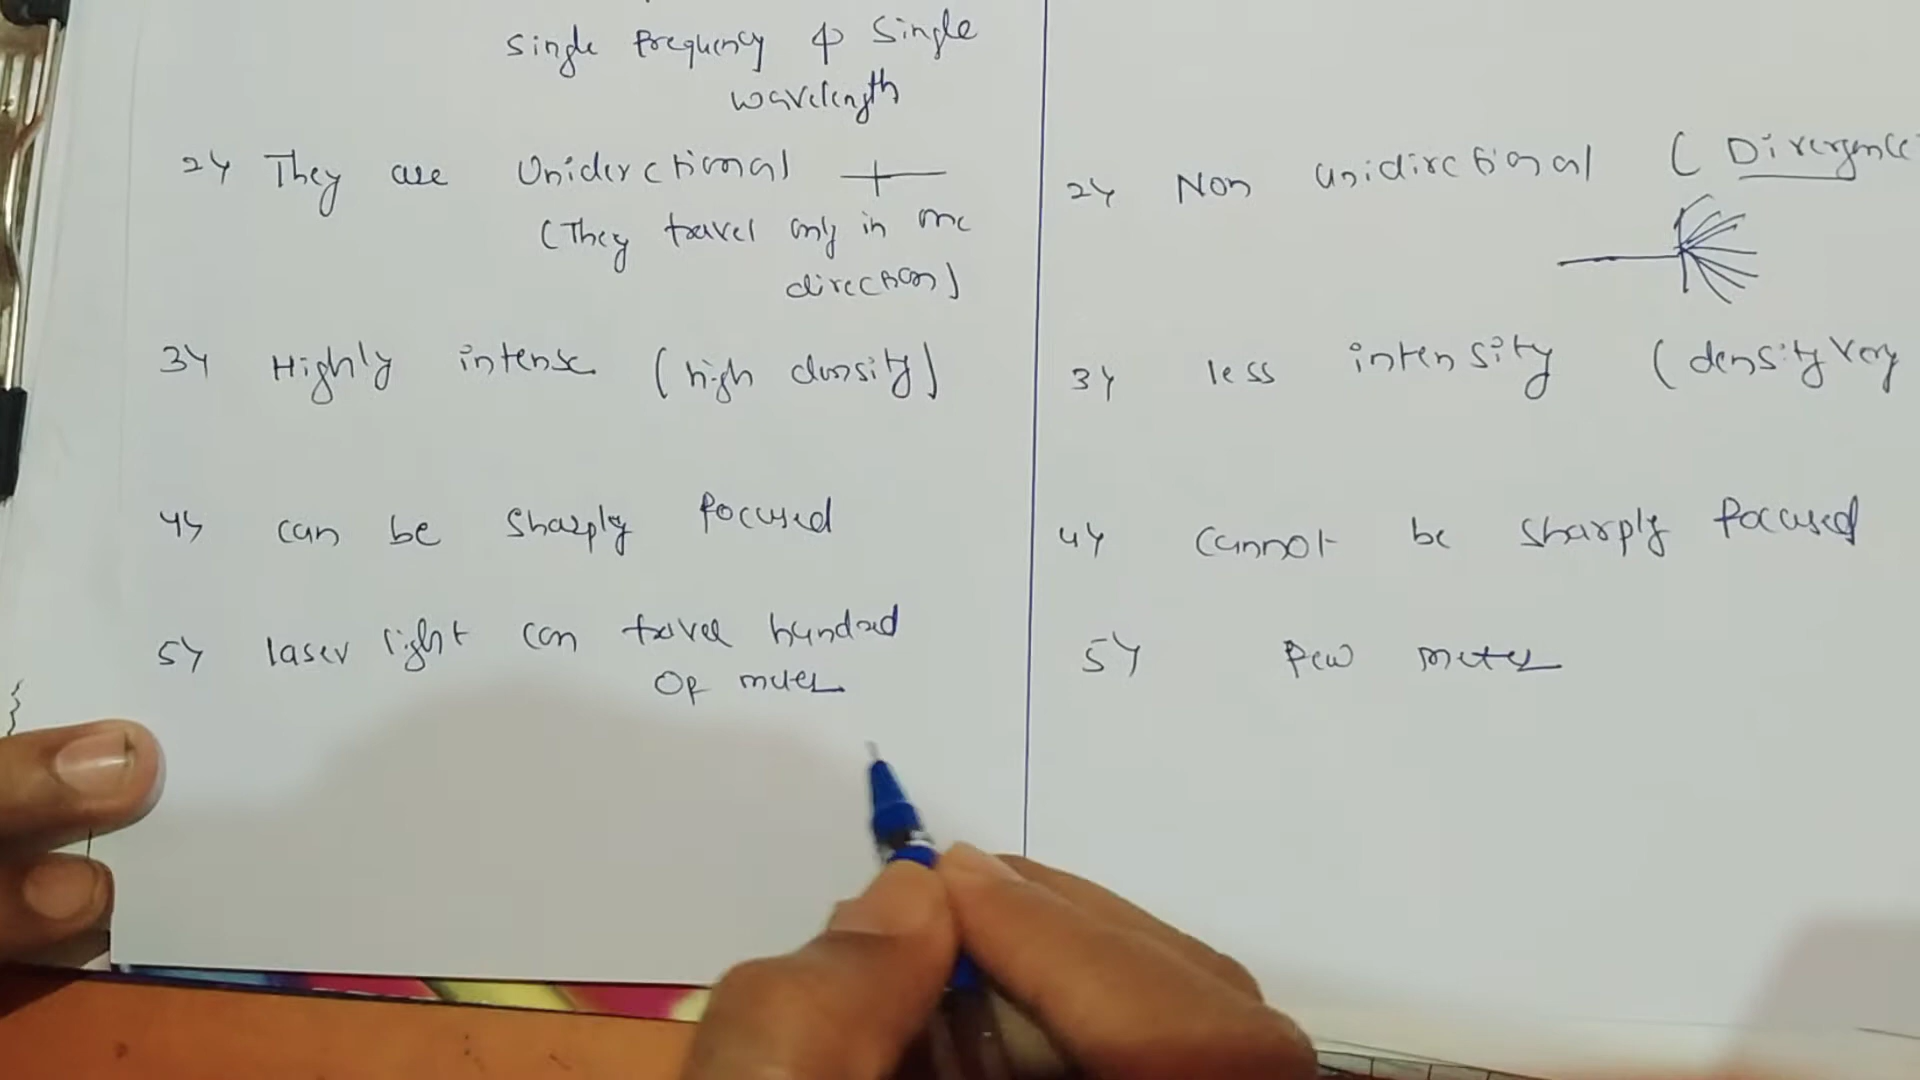 Single frequency & Single
wavelength
2) They are Unidirectional
(They travel only in one
direction)
3) Highly intense (high density)
4) can be sharply focused
5) laser light can travel hundred
of meter
2) Non unidirectional (Divergence
3) less intensity (density very
4) cannot be sharply focused
5) few meter